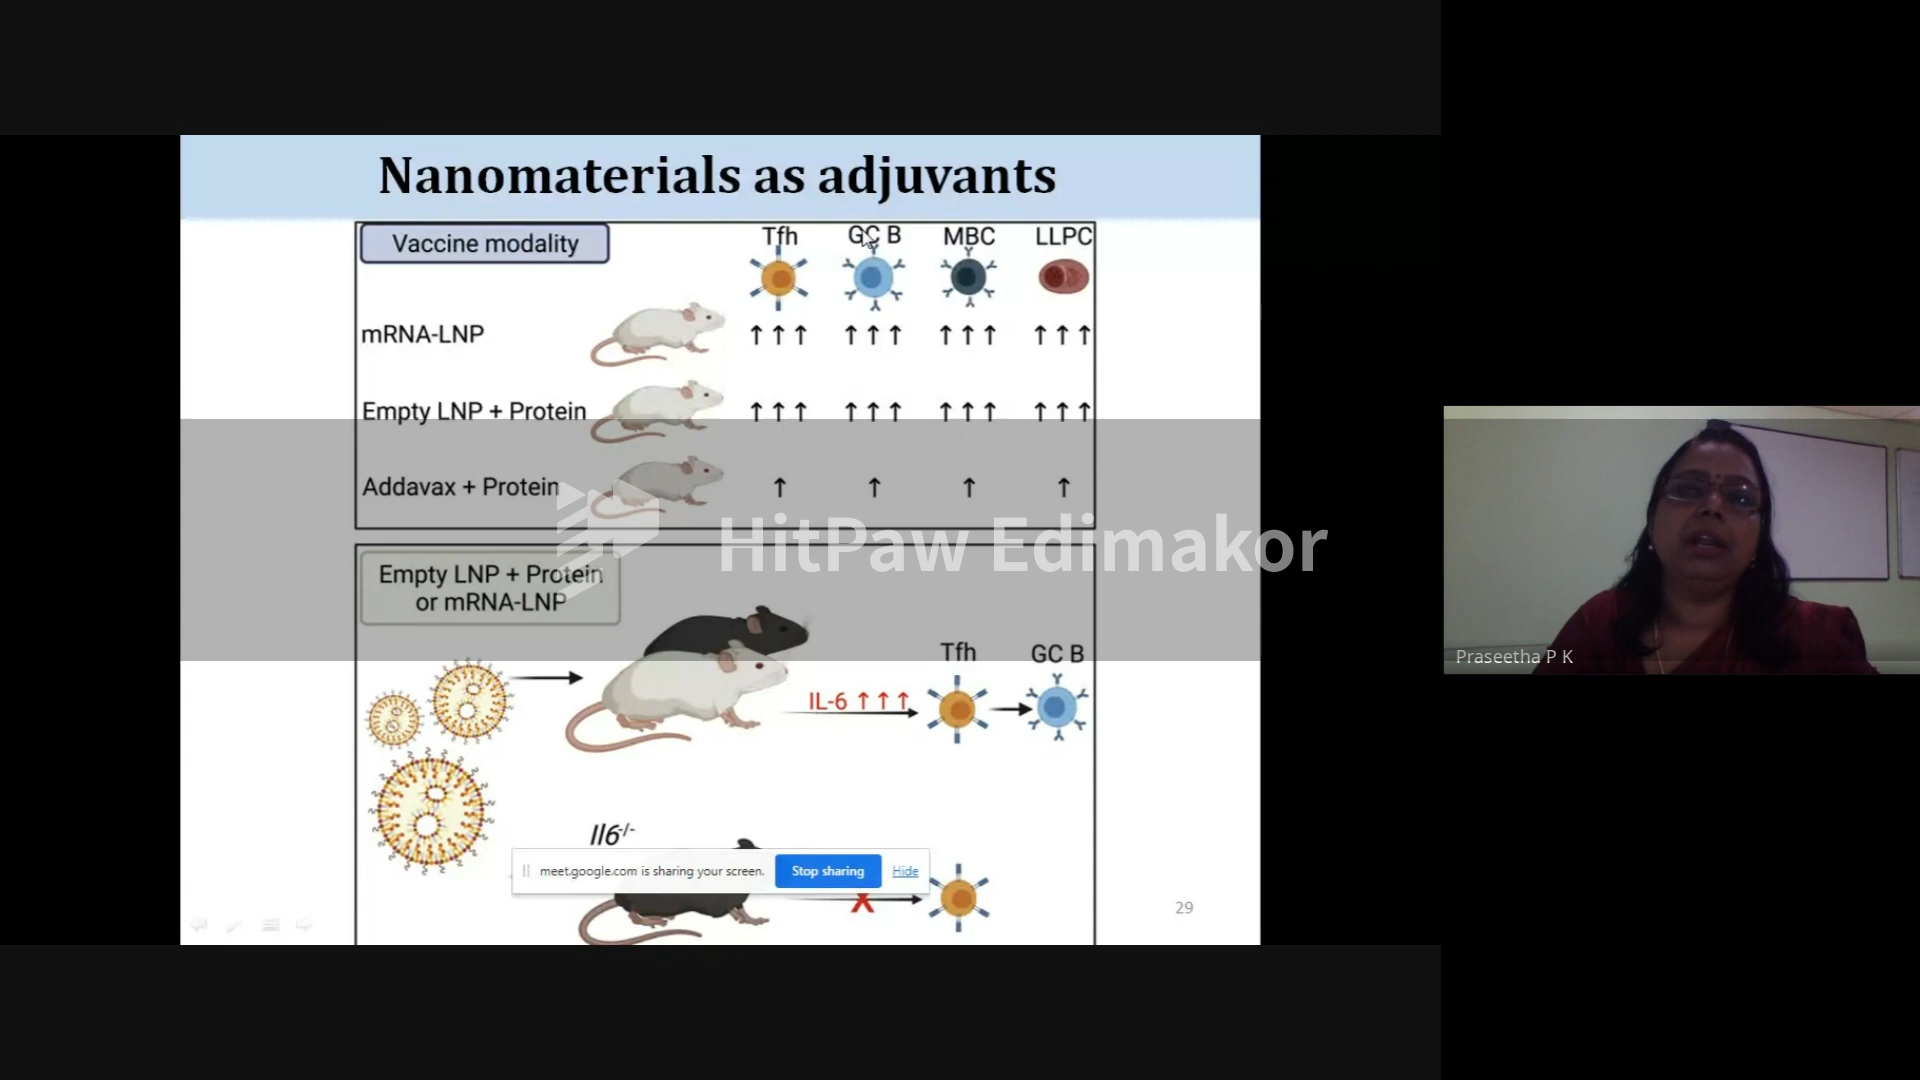 Nanomaterials as adjuvants
Vaccine modality
Tfh GC B MBC LLPC
mRNA-LNP ↑↑↑ ↑↑↑ ↑↑↑ ↑↑↑
Empty LNP + Protein ↑↑↑ ↑↑↑ ↑↑↑ ↑↑↑
Addavax + Protein ↑ ↑ ↑ ↑
HitPaw Edimakor
Empty LNP + Protein
or mRNA-LNP
Tfh GC B
IL-6 ↑↑↑
Il6-/-
meet.google.com is sharing your screen. Stop sharing Hide
X
29
Praseetha P K